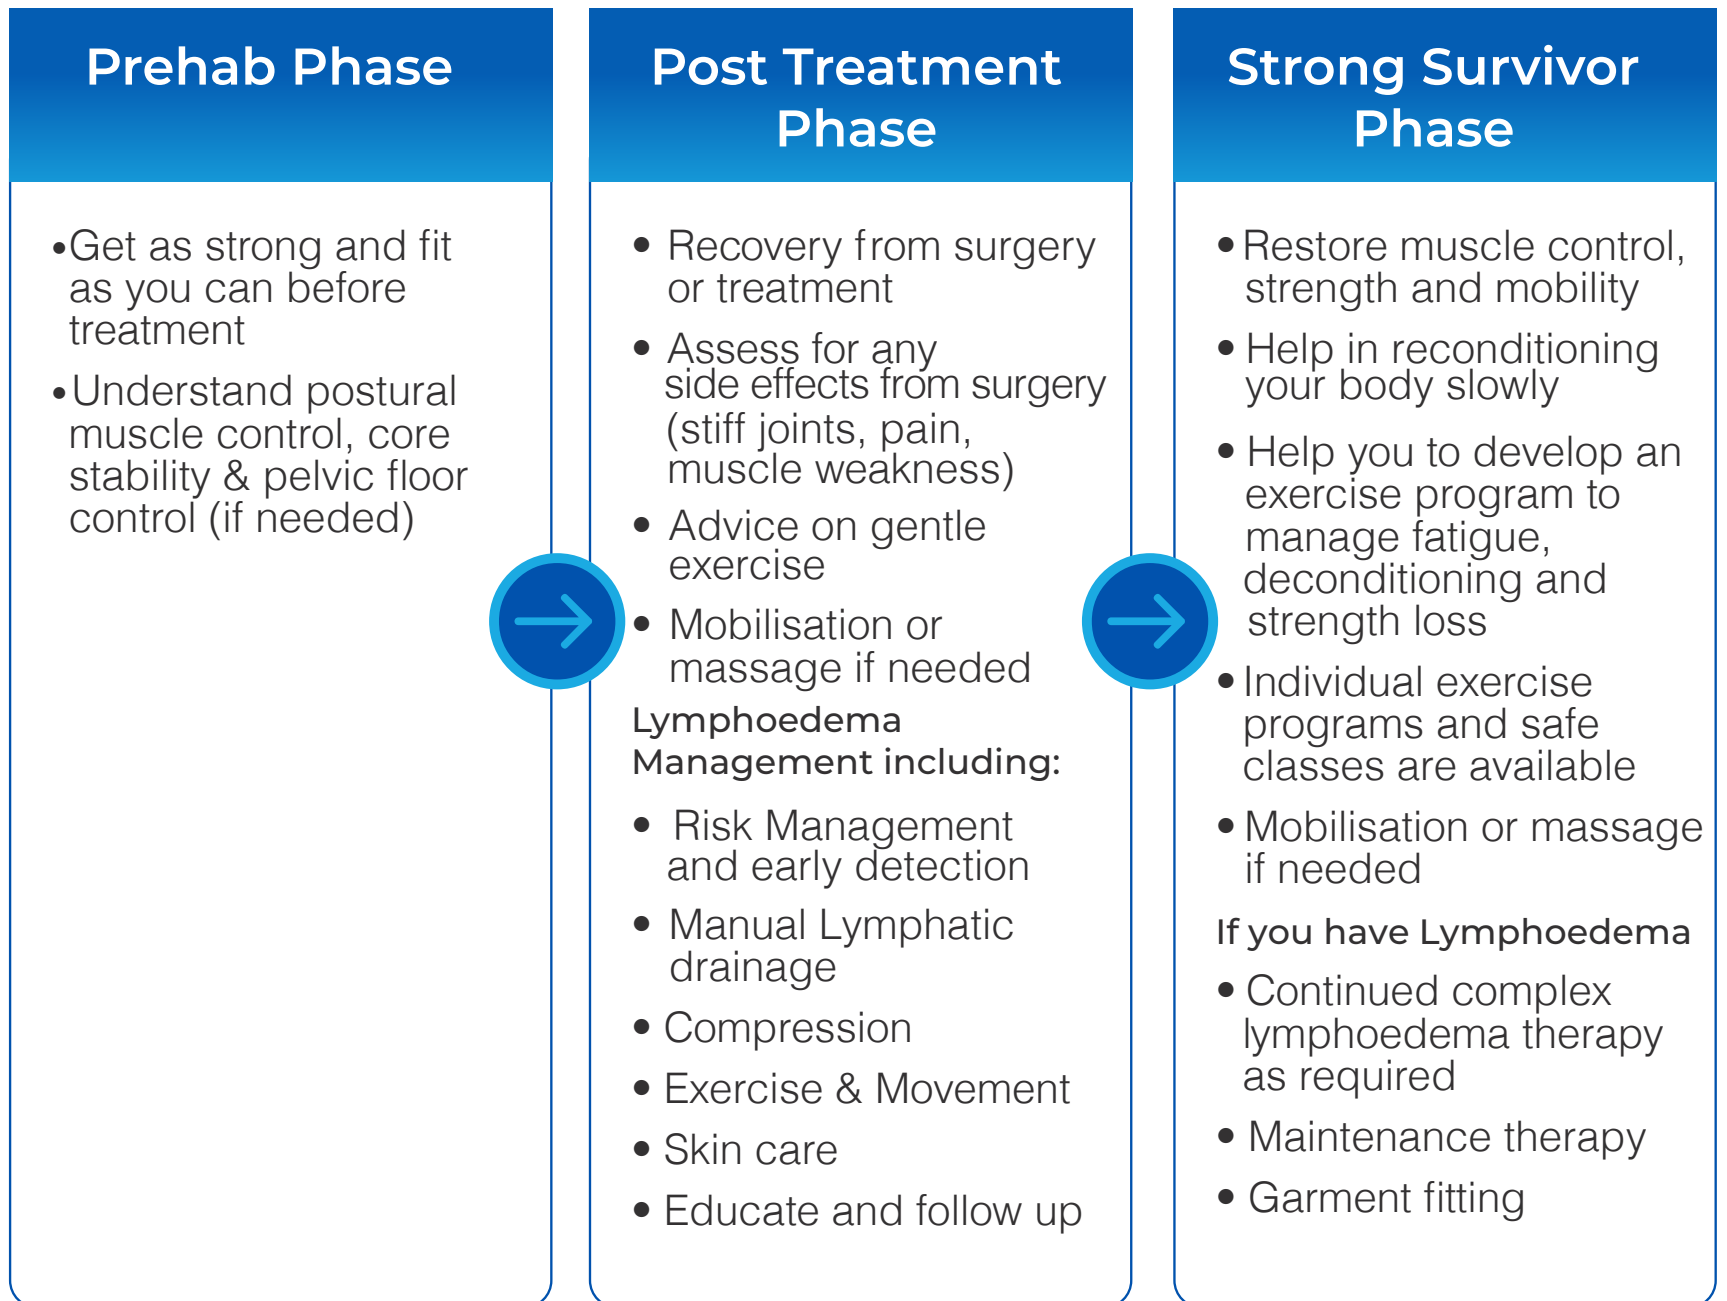 Prehab Phase
•Get as strong and fit
as you can before
treatment
•Understand postural
muscle control, core
stability & pelvic floor
control (if needed)
Post Treatment
Phase
• Recovery from surgery
or treatment
• Assess for any
side effects from surgery
(stiff joints, pain,
muscle weakness)
• Advice on gentle
exercise
• Mobilisation or
massage if needed
Lymphoedema
Management including:
• Risk Management
and early detection
• Manual Lymphatic
drainage
• Compression
• Exercise & Movement
• Skin care
• Educate and follow up
Strong Survivor
Phase
• Restore muscle control,
strength and mobility
• Help in reconditioning
your body slowly
• Help you to develop an
exercise program to
manage fatigue,
deconditioning and
strength loss
• Individual exercise
programs and safe
classes are available
• Mobilisation or massage
if needed
If you have Lymphoedema
• Continued complex
lymphoedema therapy
as required
• Maintenance therapy
• Garment fitting